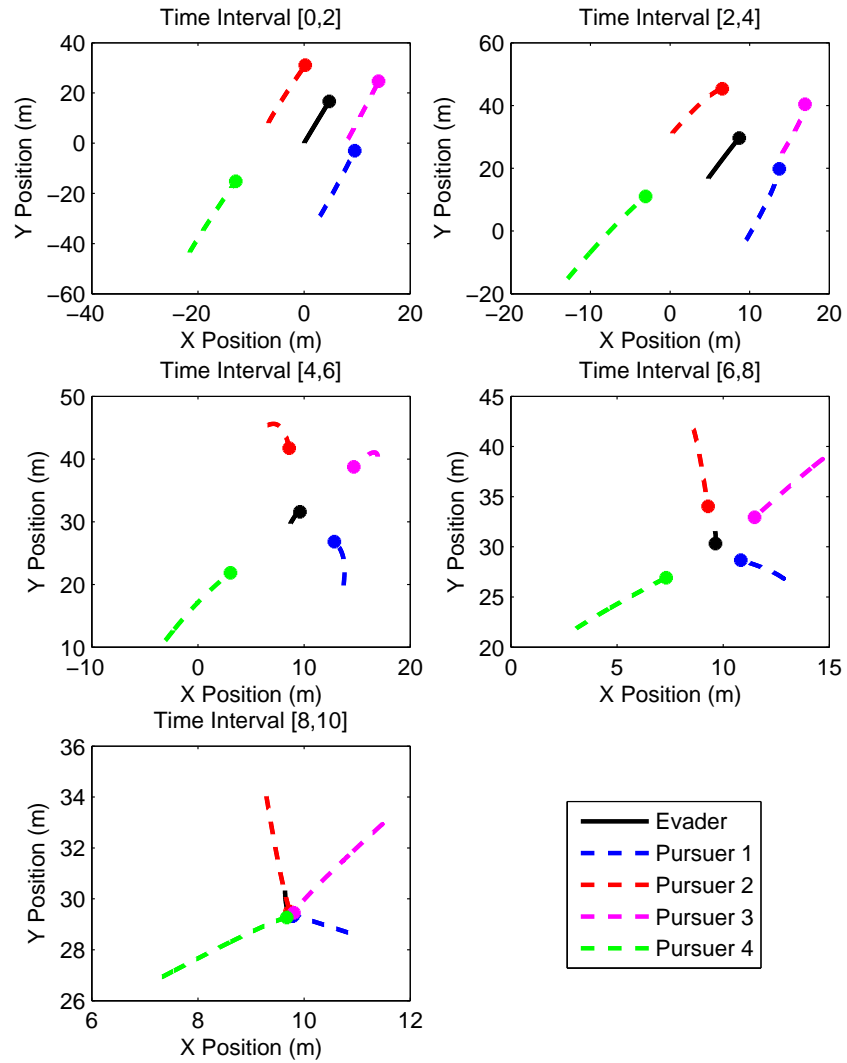 Time Interval [0,2]
40
20
0
−20
−40
−60
−40
−20
0
20
X Position (m)
Y Position (m)
Time Interval [2,4]
60
40
20
0
−20
−20
−10
0
10
20
X Position (m)
Y Position (m)
Time Interval [4,6]
50
40
30
20
10
−10
0
10
20
X Position (m)
Y Position (m)
Time Interval [6,8]
45
40
35
30
25
20
0
5
10
15
X Position (m)
Y Position (m)
Time Interval [8,10]
36
34
32
30
28
26
6
8
10
12
X Position (m)
Y Position (m)
Evader
Pursuer 1
Pursuer 2
Pursuer 3
Pursuer 4